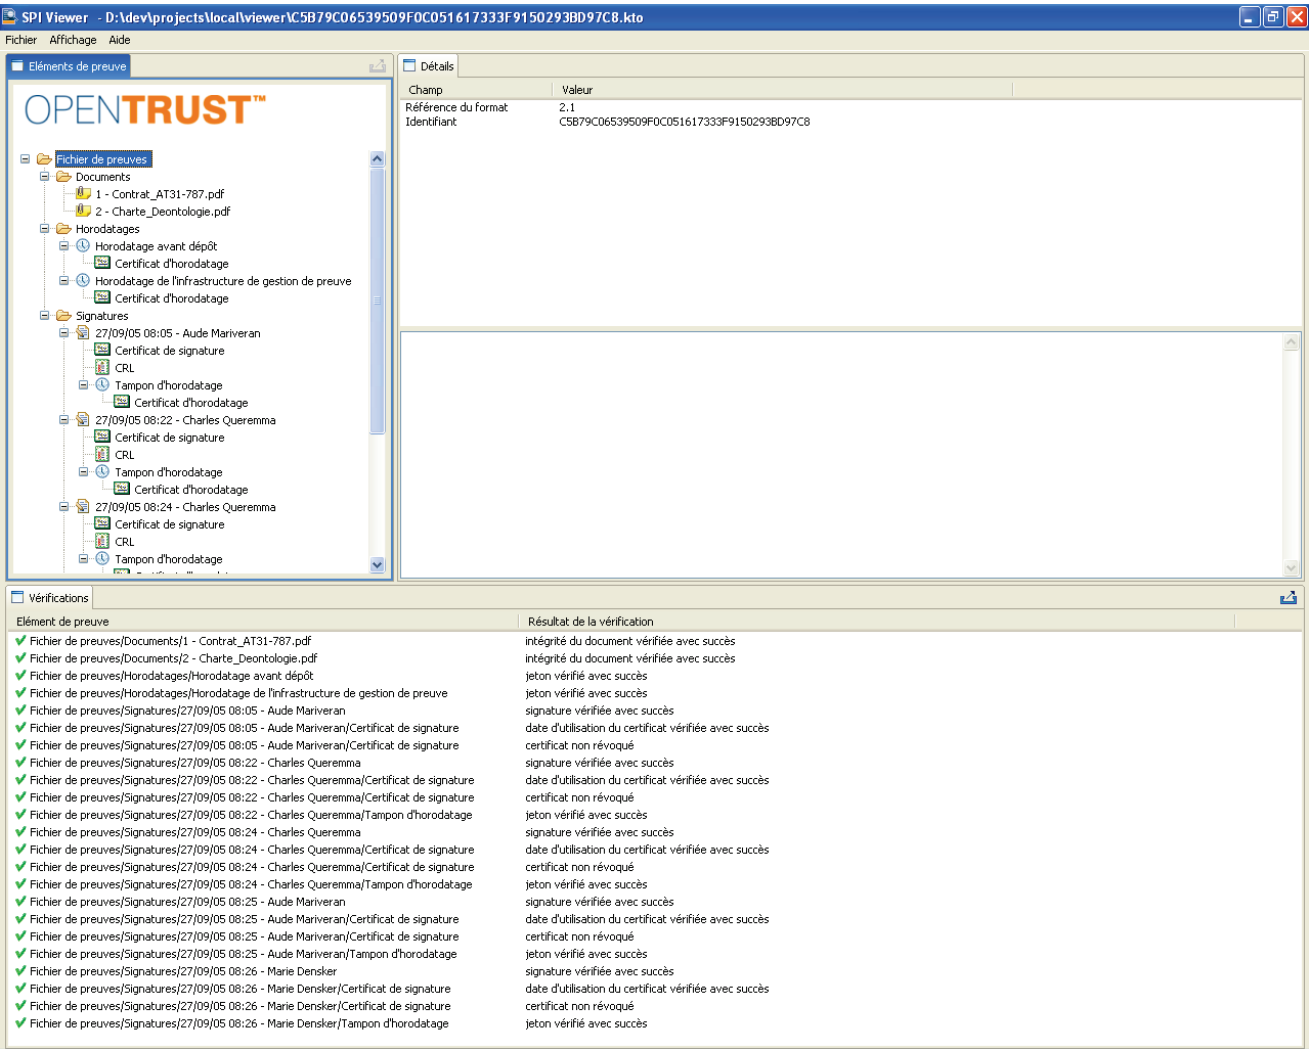 SPI Viewer - D:\dev\projects\local\viewer\C5B79C06539509F0C051617333F9150293BD97C8.kto
Fichier Affichage Aide
Eléments de preuve
OPENTRUST™
Fichier de preuves
Documents
1 - Contrat_AT31-787.pdf
2 - Charte_Deontologie.pdf
Horodatages
Horodatage avant dépôt
Certificat d'horodatage
Horodatage de l'infrastructure de gestion de preuve
Certificat d'horodatage
Signatures
27/09/05 08:05 - Aude Mariveran
Certificat de signature
CRL
Tampon d'horodatage
Certificat d'horodatage
27/09/05 08:22 - Charles Queremma
Certificat de signature
CRL
Tampon d'horodatage
Certificat d'horodatage
27/09/05 08:24 - Charles Queremma
Certificat de signature
CRL
Tampon d'horodatage
Détails
Champ Valeur
Référence du format 2.1
Identifiant C5B79C06539509F0C051617333F9150293BD97C8
Vérifications
Elément de preuve Résultat de la vérification
Fichier de preuves/Documents/1 - Contrat_AT31-787.pdf intégrité du document vérifiée avec succès
Fichier de preuves/Documents/2 - Charte_Deontologie.pdf intégrité du document vérifiée avec succès
Fichier de preuves/Horodatages/Horodatage avant dépôt jeton vérifié avec succès
Fichier de preuves/Horodatages/Horodatage de l'infrastructure de gestion de preuve jeton vérifié avec succès
Fichier de preuves/Signatures/27/09/05 08:05 - Aude Mariveran signature vérifiée avec succès
Fichier de preuves/Signatures/27/09/05 08:05 - Aude Mariveran/Certificat de signature date d'utilisation du certificat vérifiée avec succès
Fichier de preuves/Signatures/27/09/05 08:05 - Aude Mariveran/Certificat de signature certificat non révoqué
Fichier de preuves/Signatures/27/09/05 08:22 - Charles Queremma signature vérifiée avec succès
Fichier de preuves/Signatures/27/09/05 08:22 - Charles Queremma/Certificat de signature date d'utilisation du certificat vérifiée avec succès
Fichier de preuves/Signatures/27/09/05 08:22 - Charles Queremma/Certificat de signature certificat non révoqué
Fichier de preuves/Signatures/27/09/05 08:22 - Charles Queremma/Tampon d'horodatage jeton vérifié avec succès
Fichier de preuves/Signatures/27/09/05 08:24 - Charles Queremma signature vérifiée avec succès
Fichier de preuves/Signatures/27/09/05 08:24 - Charles Queremma/Certificat de signature date d'utilisation du certificat vérifiée avec succès
Fichier de preuves/Signatures/27/09/05 08:24 - Charles Queremma/Certificat de signature certificat non révoqué
Fichier de preuves/Signatures/27/09/05 08:24 - Charles Queremma/Tampon d'horodatage jeton vérifié avec succès
Fichier de preuves/Signatures/27/09/05 08:25 - Aude Mariveran signature vérifiée avec succès
Fichier de preuves/Signatures/27/09/05 08:25 - Aude Mariveran/Certificat de signature date d'utilisation du certificat vérifiée avec succès
Fichier de preuves/Signatures/27/09/05 08:25 - Aude Mariveran/Certificat de signature certificat non révoqué
Fichier de preuves/Signatures/27/09/05 08:25 - Aude Mariveran/Tampon d'horodatage jeton vérifié avec succès
Fichier de preuves/Signatures/27/09/05 08:26 - Marie Densker signature vérifiée avec succès
Fichier de preuves/Signatures/27/09/05 08:26 - Marie Densker/Certificat de signature date d'utilisation du certificat vérifiée avec succès
Fichier de preuves/Signatures/27/09/05 08:26 - Marie Densker/Certificat de signature certificat non révoqué
Fichier de preuves/Signatures/27/09/05 08:26 - Marie Densker/Tampon d'horodatage jeton vérifié avec succès